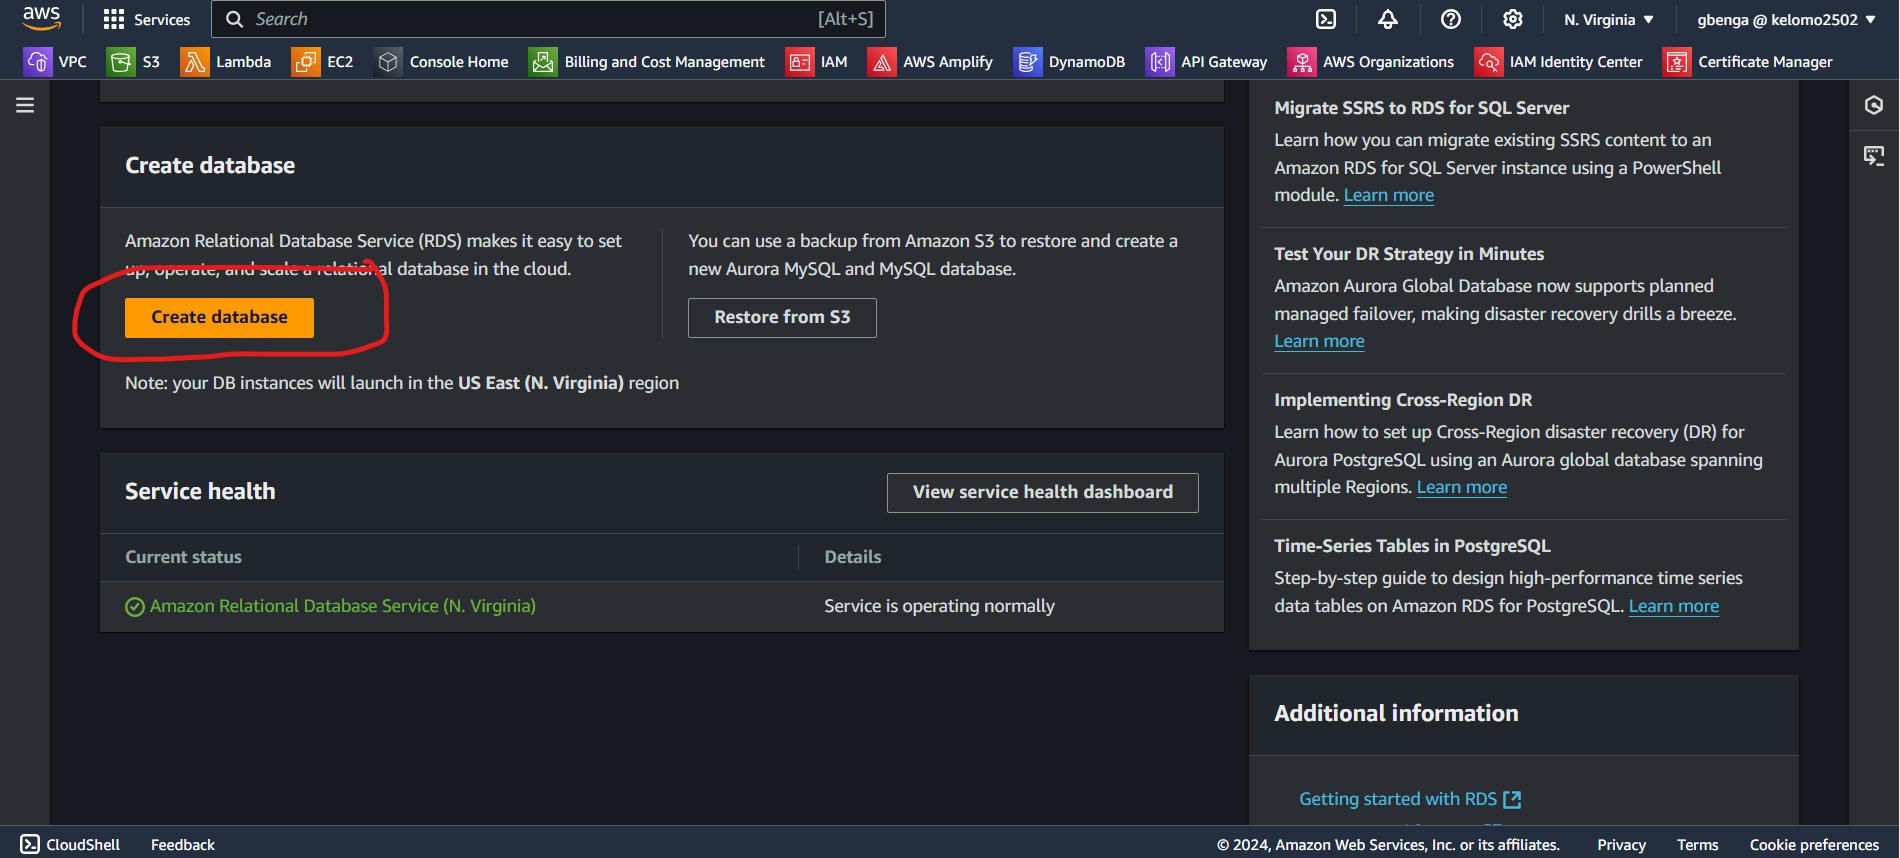 aws
Services
Search [Alt+S]
N. Virginia ▼
gbenga @ kelomo2502 ▼
VPC
S3
Lambda
EC2
Console Home
Billing and Cost Management
IAM
AWS Amplify
DynamoDB
API Gateway
AWS Organizations
IAM Identity Center
Certificate Manager
Create database
Amazon Relational Database Service (RDS) makes it easy to set
up, operate, and scale a relational database in the cloud.
Create database
You can use a backup from Amazon S3 to restore and create a
new Aurora MySQL and MySQL database.
Restore from S3
Note: your DB instances will launch in the US East (N. Virginia) region
Service health
View service health dashboard
Current status
Details
Amazon Relational Database Service (N. Virginia)
Service is operating normally
Migrate SSRS to RDS for SQL Server
Learn how you can migrate existing SSRS content to an
Amazon RDS for SQL Server instance using a PowerShell
module. Learn more
Test Your DR Strategy in Minutes
Amazon Aurora Global Database now supports planned
managed failover, making disaster recovery drills a breeze.
Learn more
Implementing Cross-Region DR
Learn how to set up Cross-Region disaster recovery (DR) for
Aurora PostgreSQL using an Aurora global database spanning
multiple Regions. Learn more
Time-Series Tables in PostgreSQL
Step-by-step guide to design high-performance time series
data tables on Amazon RDS for PostgreSQL. Learn more
Additional information
Getting started with RDS
CloudShell
Feedback
© 2024, Amazon Web Services, Inc. or its affiliates.
Privacy
Terms
Cookie preferences